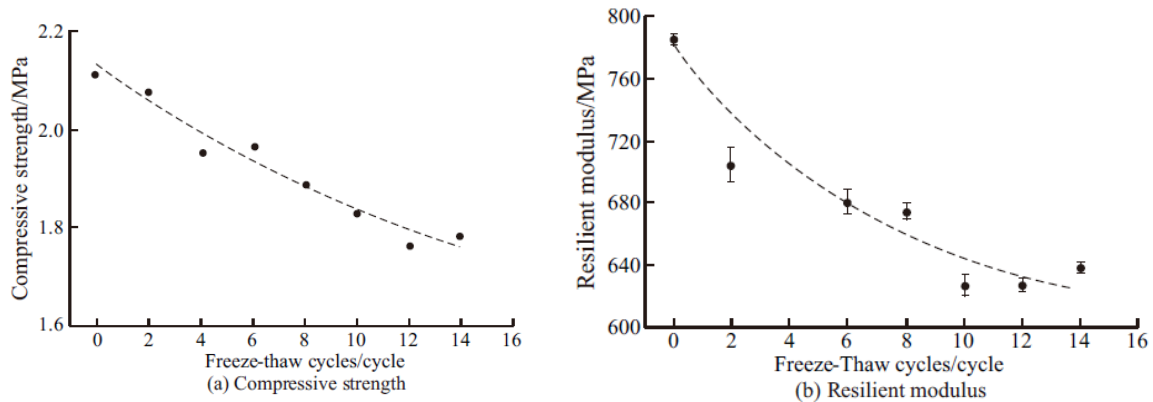 2.2
2.0
1.8
1.6
Compressive strength/MPa
0 2 4 6 8 10 12 14 16
Freeze-thaw cycles/cycle
(a) Compressive strength
800
760
720
680
640
600
Resilient modulus/MPa
0 2 4 6 8 10 12 14 16
Freeze-Thaw cycles/cycle
(b) Resilient modulus